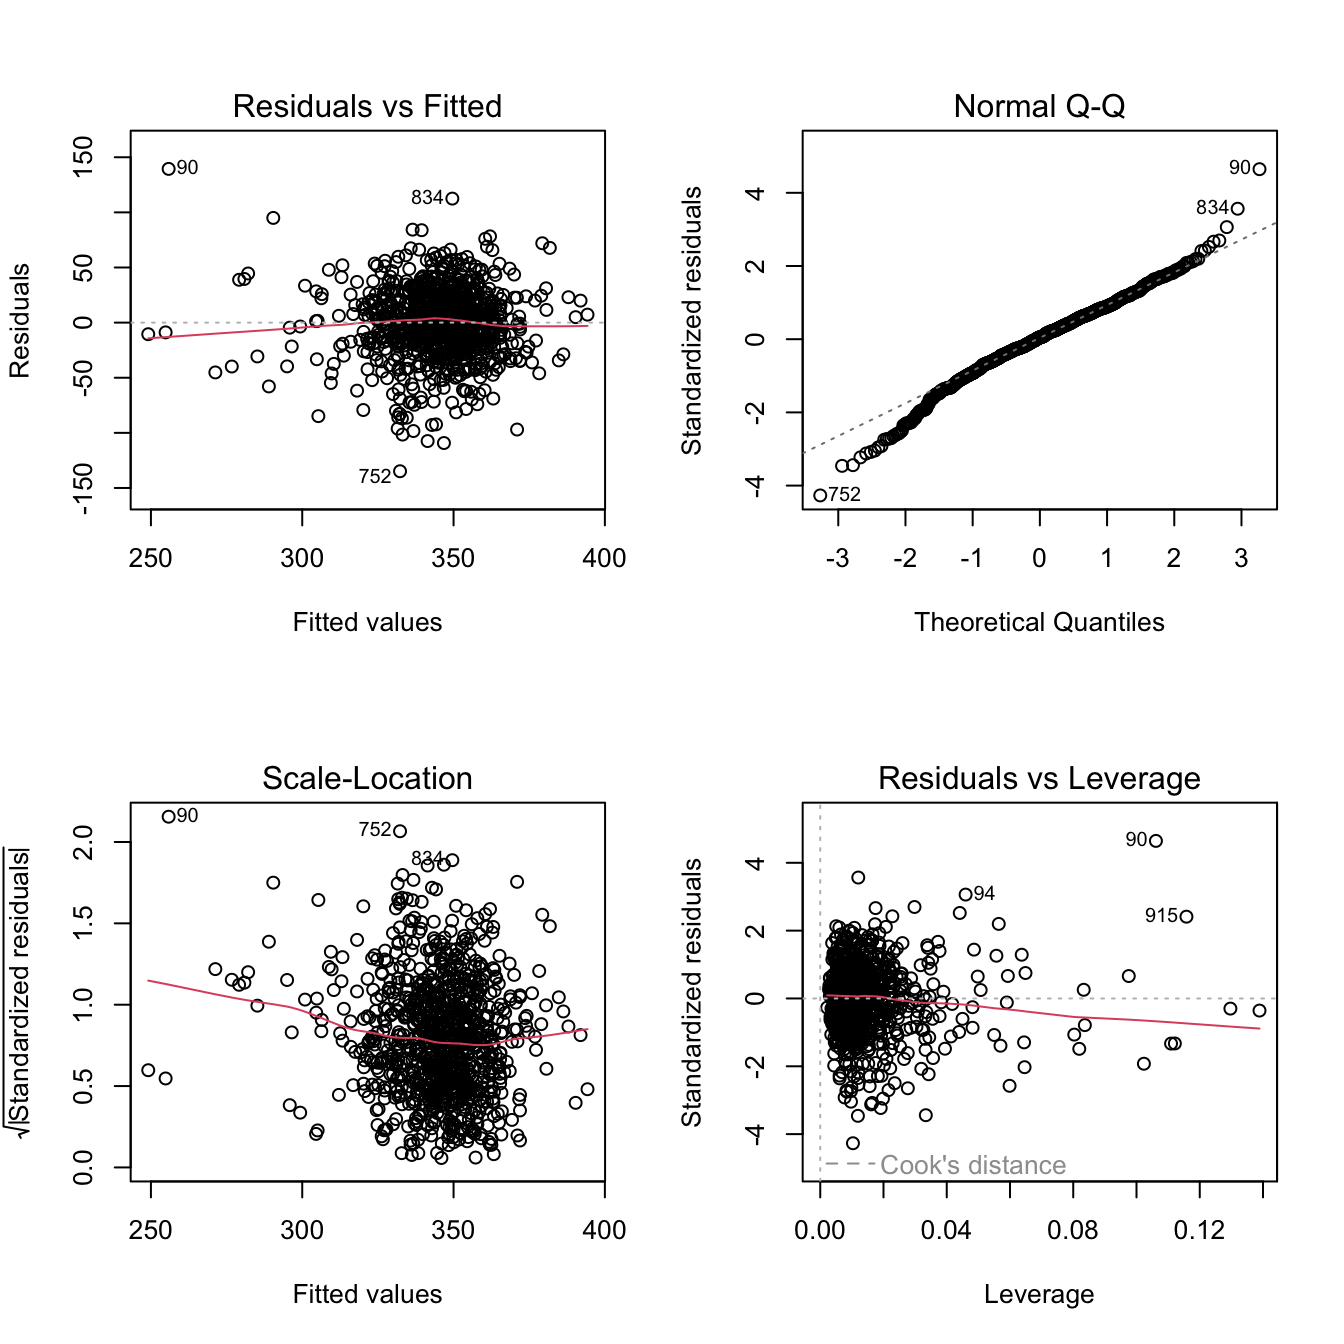 Residuals vs Fitted
Residuals
150
50
0
-50
-150
90
834
752
250 300 350 400
Fitted values
Normal Q-Q
Standardized residuals
4
2
0
-2
-4
90
834
752
-3 -2 -1 0 1 2 3
Theoretical Quantiles
Scale-Location
√|Standardized residuals|
2.0
1.5
1.0
0.5
0.0
90
752
834
250 300 350 400
Fitted values
Residuals vs Leverage
Standardized residuals
4
2
0
-2
-4
90
94
915
Cook's distance
0.00 0.04 0.08 0.12
Leverage